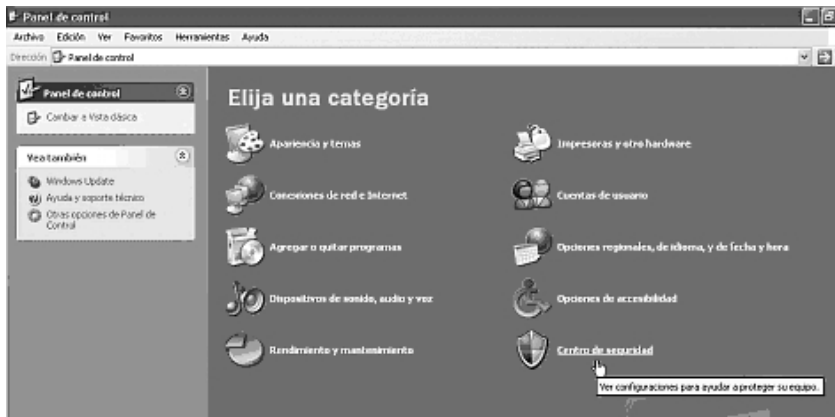 Panel de control
Archivo Edición Ver Favoritos Herramientas Ayuda
Dirección Panel de control
Panel de control
Cambiar a Vista clásica
Vea también
Windows Update
Ayuda y soporte técnico
Otras opciones de Panel de
Control
Elija una categoría
Apariencia y temas
Impresoras y otro hardware
Conexiones de red e Internet
Cuentas de usuario
Agregar o quitar programas
Opciones regionales, de idioma, y de fecha y hora
Dispositivos de sonido, audio y voz
Opciones de accesibilidad
Rendimiento y mantenimiento
Centro de seguridad
Ver configuraciones para ayudar a proteger su equipo.